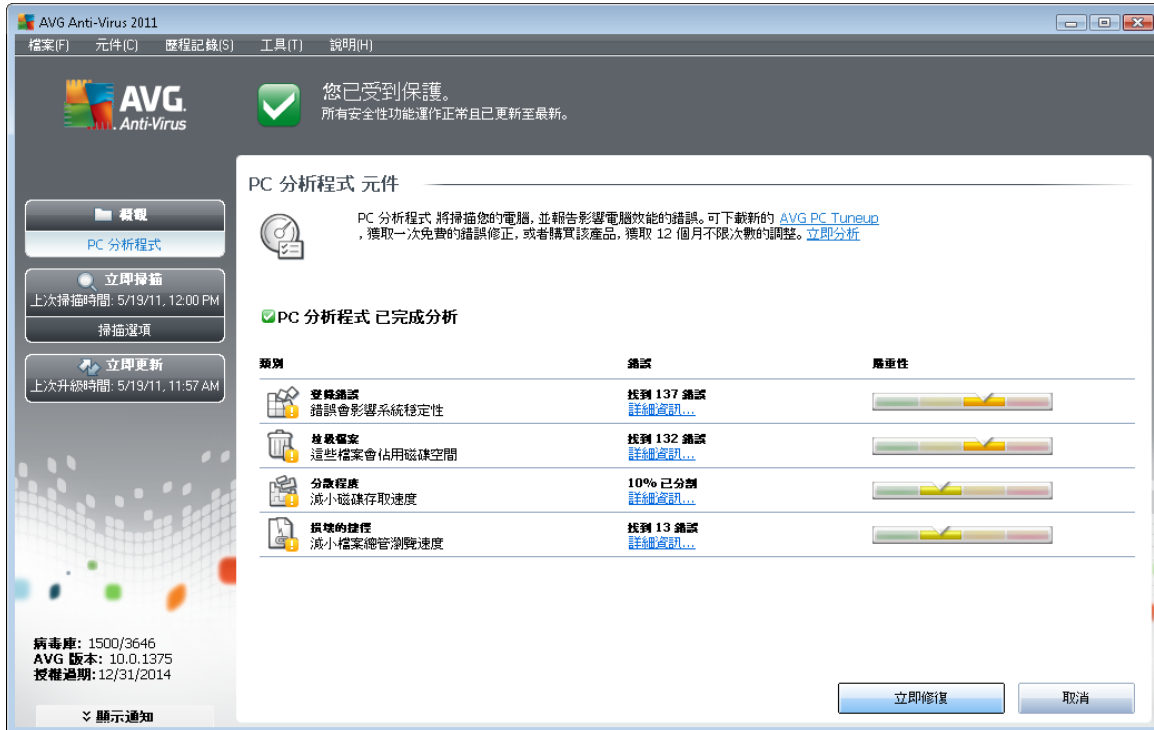 AVG Anti-Virus 2011
檔案(F) 元件(C) 歷程記錄(S) 工具(T) 說明(H)
AVG.
Anti-Virus
您已受到保護。
所有安全性功能運作正常且已更新至最新。
概觀
PC 分析程式
立即掃描
上次掃描時間: 5/19/11, 12:00 PM
掃描選項
立即更新
上次升級時間: 5/19/11, 11:57 AM
病毒庫: 1500/3646
AVG 版本: 10.0.1375
授權過期: 12/31/2014
顯示通知
PC 分析程式 元件
PC 分析程式 將掃描您的電腦, 並報告影響電腦效能的錯誤。可下載新的 AVG PC Tuneup
, 獲取一次免費的錯誤修正, 或者購買該產品, 獲取 12 個月不限次數的調整。立即分析
PC 分析程式 已完成分析
類別 錯誤 嚴重性
登錄錯誤 找到 137 錯誤
錯誤會影響系統穩定性 詳細資訊...
垃圾檔案 找到 132 錯誤
這些檔案會佔用磁碟空間 詳細資訊...
分散程度 10% 已分割
減小磁碟存取速度 詳細資訊...
損壞的捷徑 找到 13 錯誤
減小檔案總管瀏覽速度 詳細資訊...
立即修復 取消